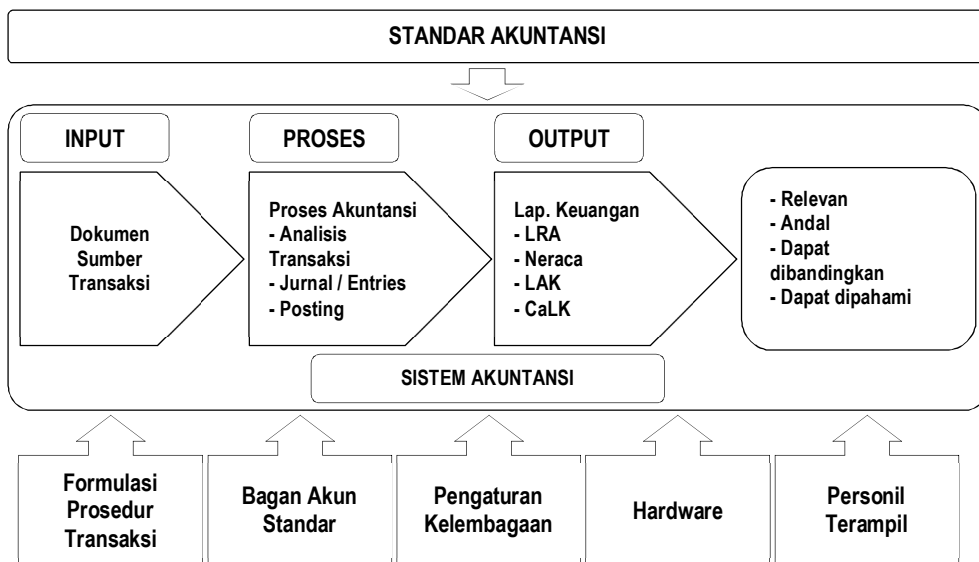 STANDAR AKUNTANSI
INPUT
PROSES
OUTPUT
Dokumen
Sumber
Transaksi
Proses Akuntansi
- Analisis
Transaksi
- Jurnal / Entries
- Posting
Lap. Keuangan
- LRA
- Neraca
- LAK
- CaLK
- Relevan
- Andal
- Dapat
dibandingkan
- Dapat dipahami
SISTEM AKUNTANSI
Formulasi
Prosedur
Transaksi
Bagan Akun
Standar
Pengaturan
Kelembagaan
Hardware
Personil
Terampil